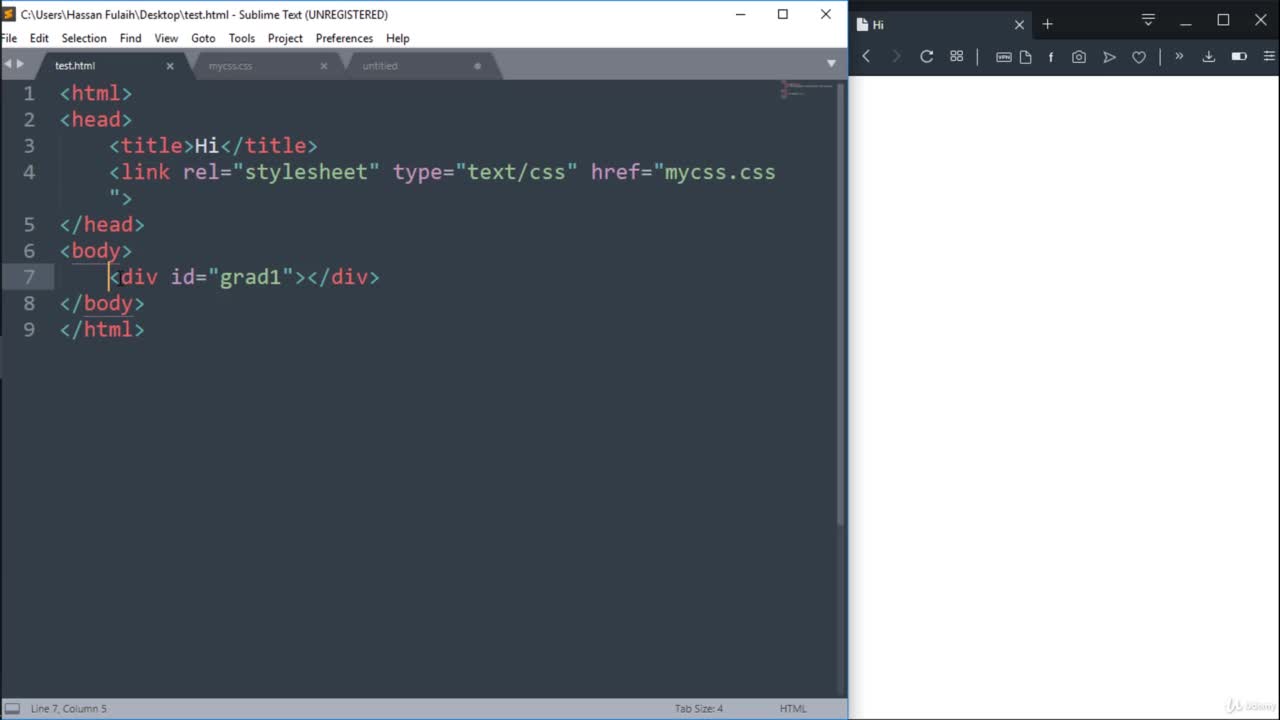 C:\Users\Hassan Fulaih\Desktop\test.html - Sublime Text (UNREGISTERED)
File Edit Selection Find View Goto Tools Project Preferences Help
test.html mycss.css untitled
1 <html>
2 <head>
3 <title>Hi</title>
4 <link rel="stylesheet" type="text/css" href="mycss.css
">
5 </head>
6 <body>
7 <div id="grad1"></div>
8 </body>
9 </html>
Line 7, Column 5 Tab Size: 4 HTML
Hi
VPN
Udemy